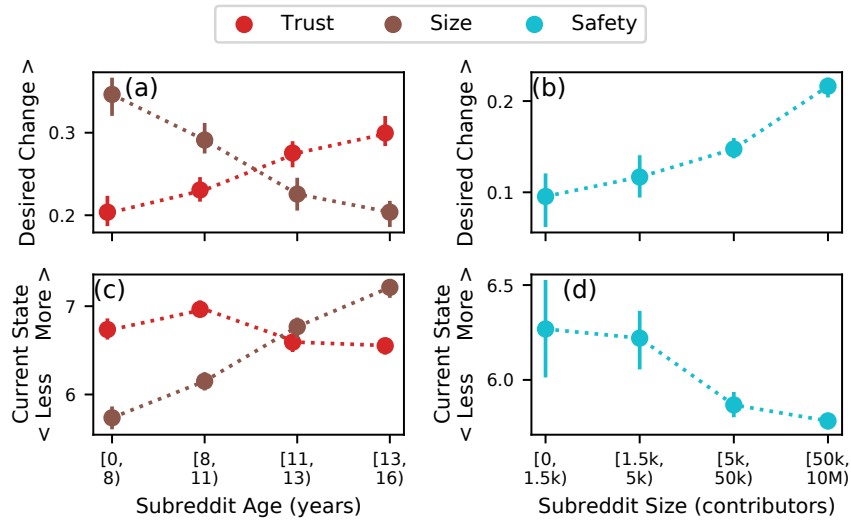 Trust Size Safety
(a) (b)
Desired Change > Desired Change >
0.3
0.2
0.2
0.1
(c) (d)
Current State Current State
< Less More > < Less More >
7
6
6.5
6.0
[0, [8, [11, [13, [0, [1.5k, [5k, [50k,
8) 11) 13) 16) 1.5k) 5k) 50k) 10M)
Subreddit Age (years) Subreddit Size (contributors)